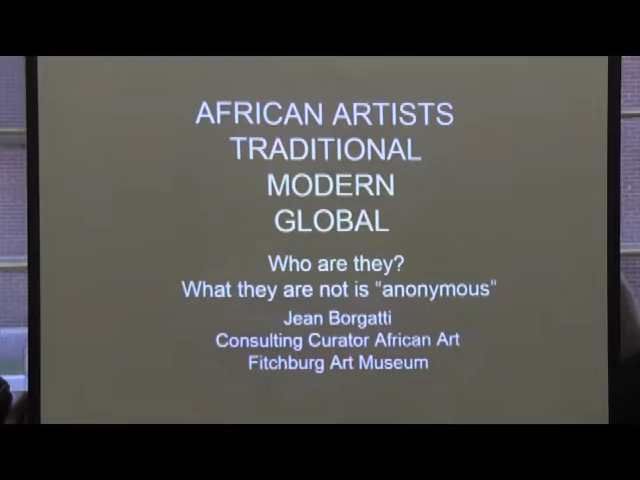 AFRICAN ARTISTS
TRADITIONAL
MODERN
GLOBAL
Who are they?
What they are not is “anonymous”
Jean Borgatti
Consulting Curator African Art
Fitchburg Art Museum